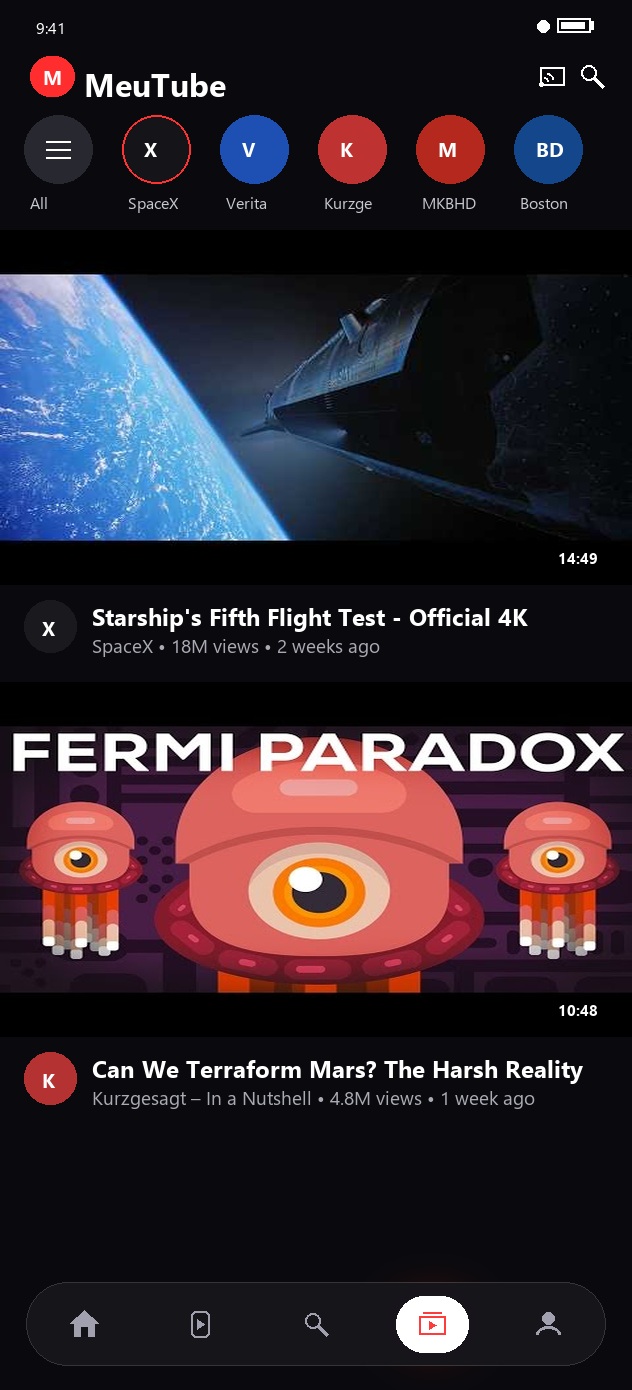 9:41
M MeuTube
X V K M BD
All SpaceX Verita Kurzge MKBHD Boston
14:49
X
Starship's Fifth Flight Test - Official 4K
SpaceX • 18M views • 2 weeks ago
FERMI PARADOX
10:48
K
Can We Terraform Mars? The Harsh Reality
Kurzgesagt – In a Nutshell • 4.8M views • 1 week ago